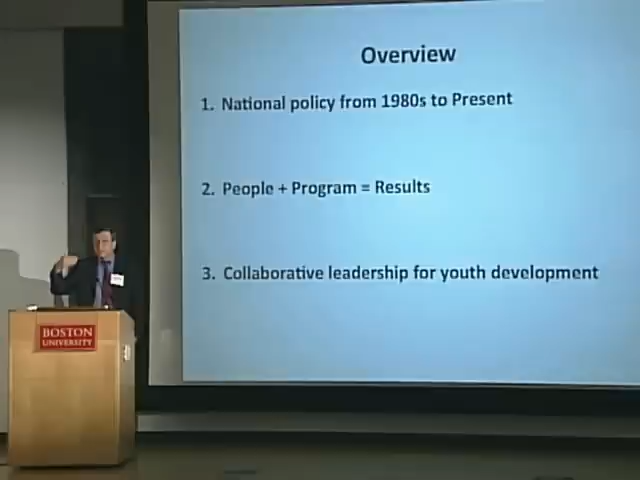 Overview
1. National policy from 1980s to Present
2. People + Program = Results
3. Collaborative leadership for youth development
BOSTON
UNIVERSITY